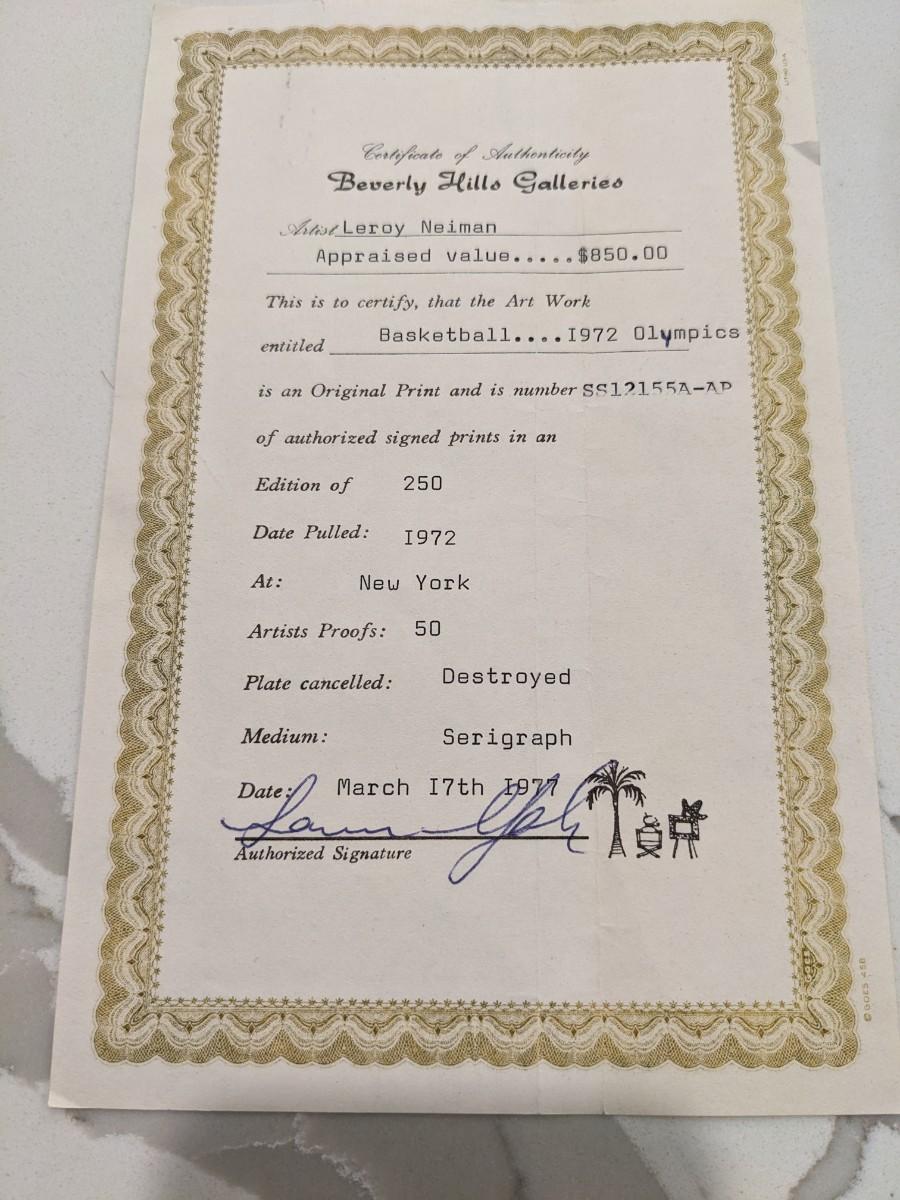 Certificate of Authenticity
Beverly Hills Galleries
Artist Leroy Neiman
Appraised value.....$850.00
This is to certify, that the Art Work
entitled Basketball....I972 Olympics
is an Original Print and is number SS12155A-AP
of authorized signed prints in an
Edition of 250
Date Pulled: I972
At: New York
Artists Proofs: 50
Plate cancelled: Destroyed
Medium: Serigraph
Date: March I7th I977
Authorized Signature
© GOES 458